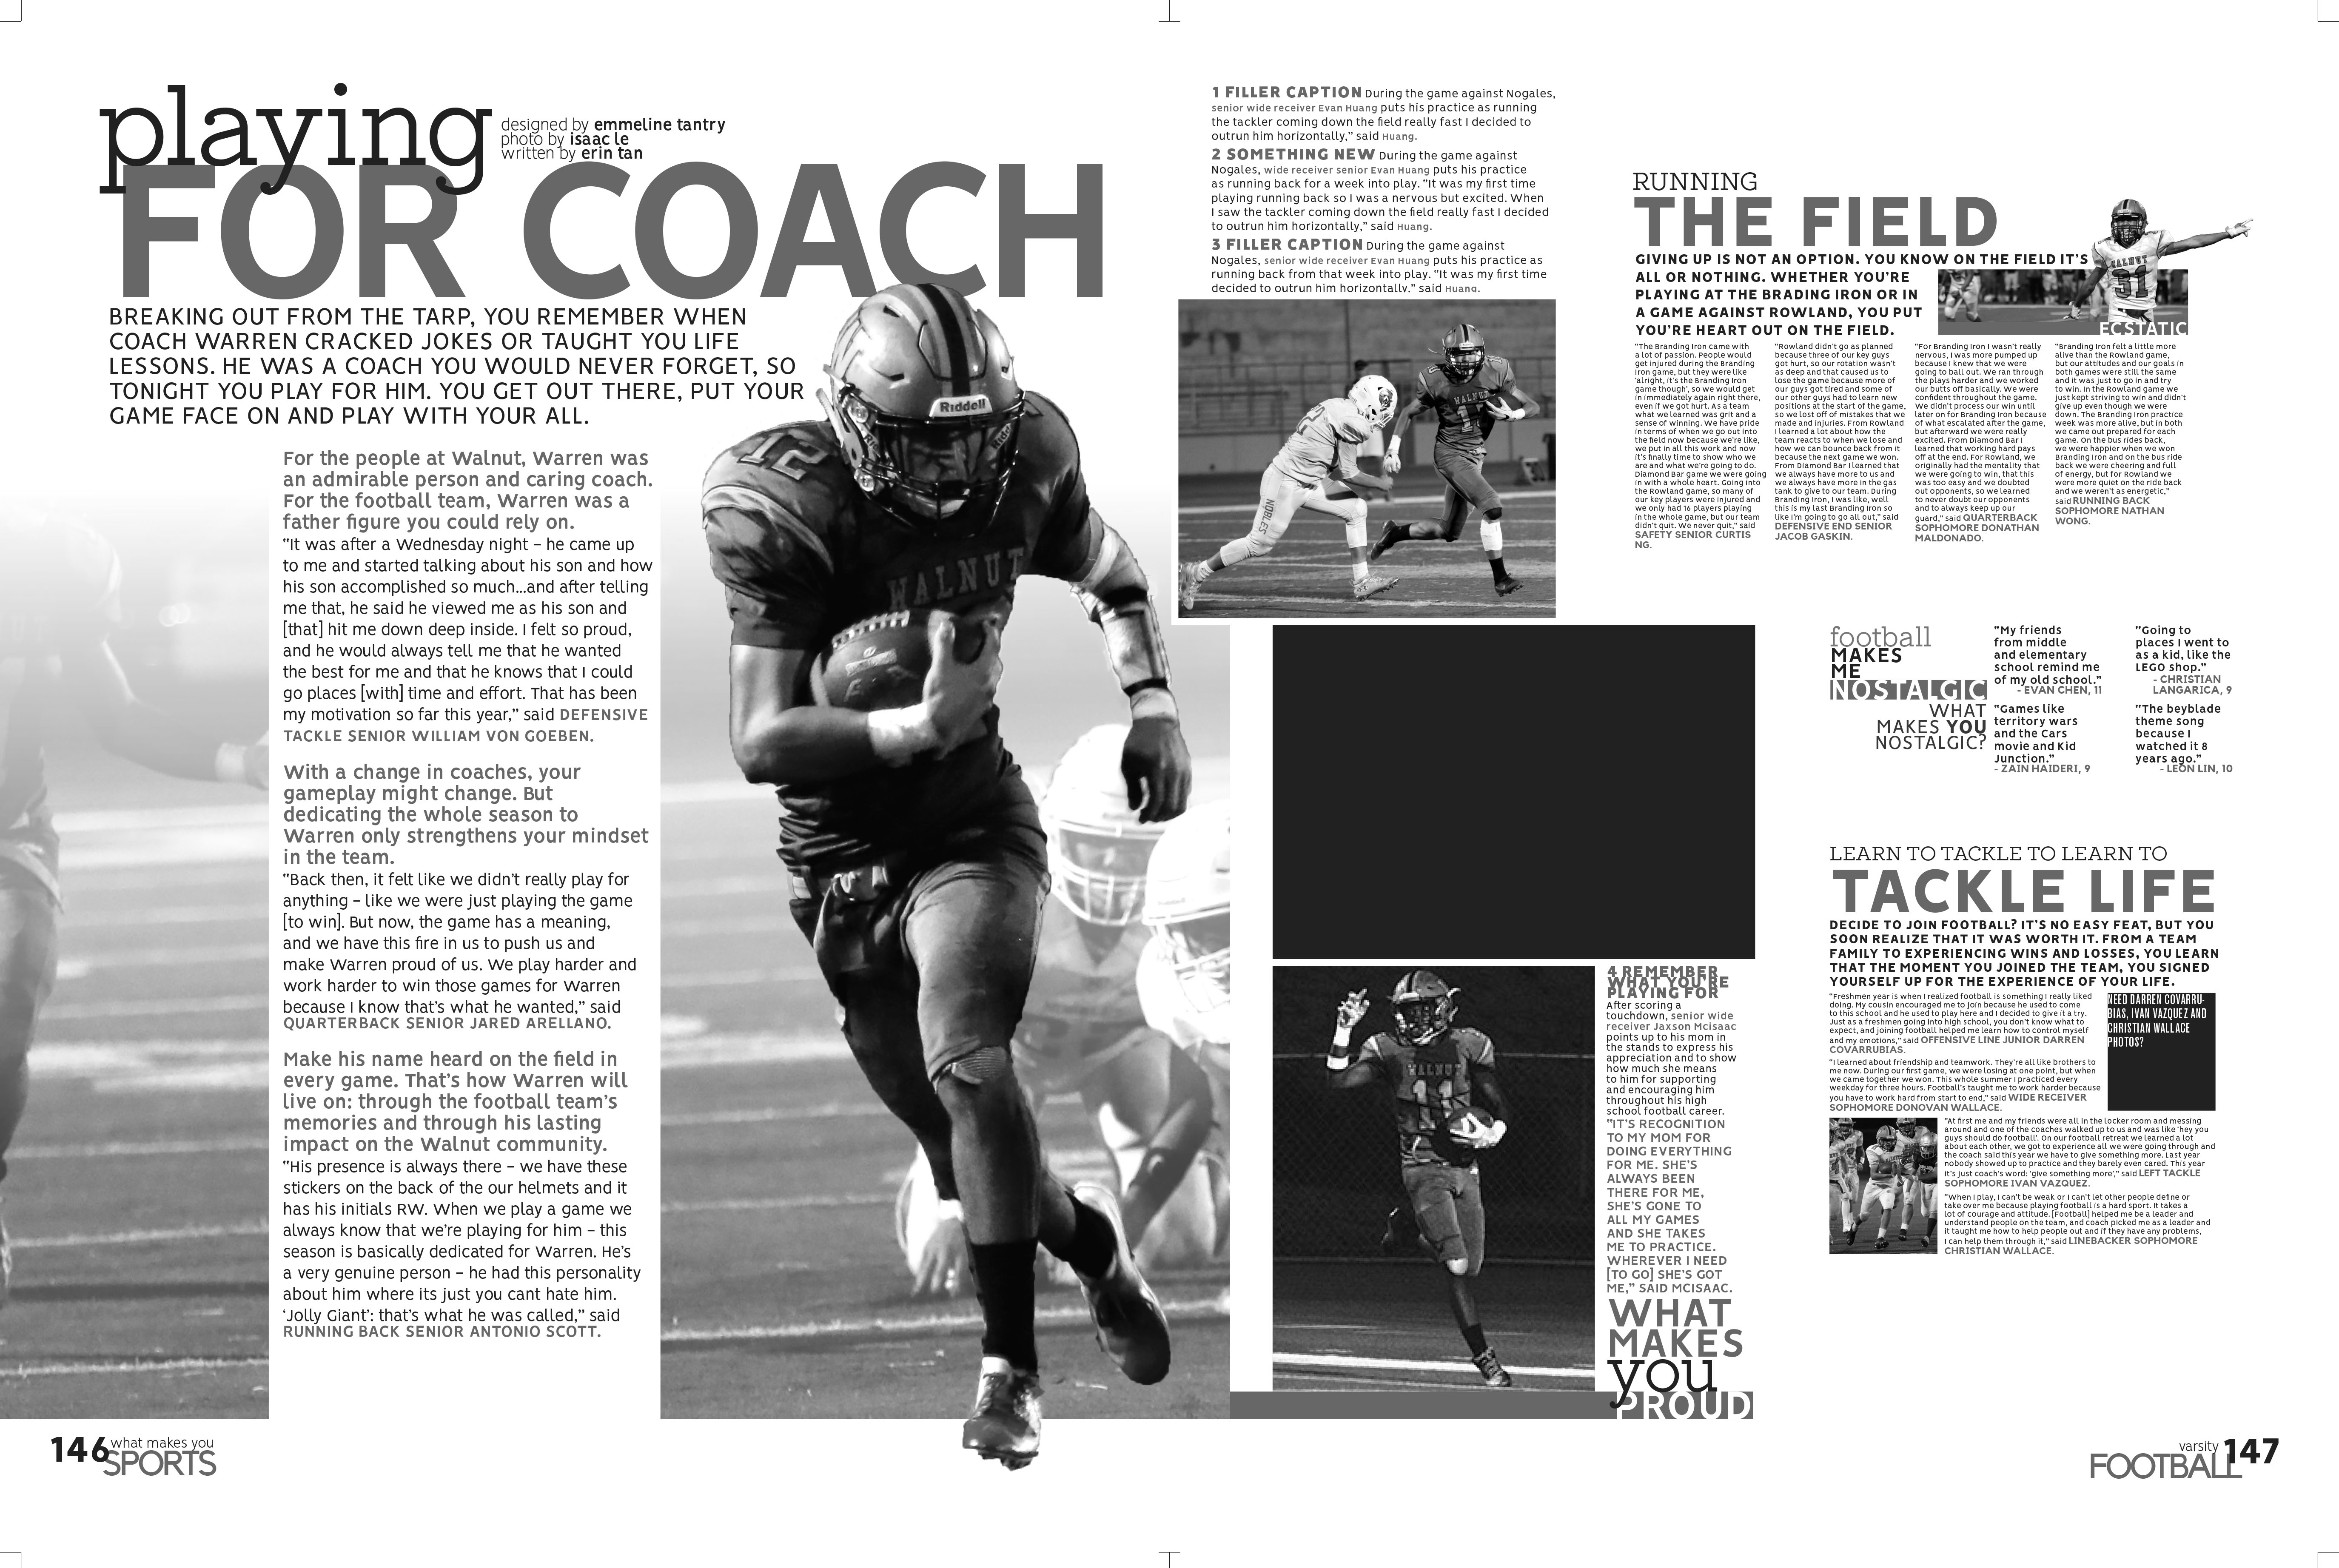 playing
designed by emmeline tantry
photo by isaac le
written by erin tan
FOR COACH
BREAKING OUT FROM THE TARP, YOU REMEMBER WHEN
COACH WARREN CRACKED JOKES OR TAUGHT YOU LIFE
LESSONS. HE WAS A COACH YOU WOULD NEVER FORGET, SO
TONIGHT YOU PLAY FOR HIM. YOU GET OUT THERE, PUT YOUR
GAME FACE ON AND PLAY WITH YOUR ALL.
For the people at Walnut, Warren was
an admirable person and caring coach.
For the football team, Warren was a
father figure you could rely on.
"It was after a Wednesday night – he came up
to me and started talking about his son and how
his son accomplished so much...and after telling
me that, he said he viewed me as his son and
[that] hit me down deep inside. I felt so proud,
and he would always tell me that he wanted
the best for me and that he knows that I could
go places [with] time and effort. That has been
my motivation so far this year," said DEFENSIVE
TACKLE SENIOR WILLIAM VON GOEBEN.
With a change in coaches, your
gameplay might change. But
dedicating the whole season to
Warren only strengthens your mindset
in the team.
"Back then, it felt like we didn't really play for
anything – like we were just playing the game
[to win]. But now, the game has a meaning,
and we have this fire in us to push us and
make Warren proud of us. We play harder and
work harder to win those games for Warren
because I know that's what he wanted," said
QUARTERBACK SENIOR JARED ARELLANO.
Make his name heard on the field in
every game. That's how Warren will
live on: through the football team's
memories and through his lasting
impact on the Walnut community.
"His presence is always there – we have these
stickers on the back of the our helmets and it
has his initials RW. When we play a game we
always know that we're playing for him – this
season is basically dedicated for Warren. He's
a very genuine person – he had this personality
about him where its just you cant hate him.
'Jolly Giant': that's what he was called," said
RUNNING BACK SENIOR ANTONIO SCOTT.
Riddell
12
WALNUT
146 what makes you
SPORTS
1 FILLER CAPTION During the game against Nogales,
senior wide receiver Evan Huang puts his practice as running
the tackler coming down the field really fast I decided to
outrun him horizontally," said Huang.
2 SOMETHING NEW During the game against
Nogales, wide receiver senior Evan Huang puts his practice
as running back for a week into play. "It was my first time
playing running back so I was a nervous but excited. When
I saw the tackler coming down the field really fast I decided
to outrun him horizontally," said Huang.
3 FILLER CAPTION During the game against
Nogales, senior wide receiver Evan Huang puts his practice as
running back from that week into play. "It was my first time
decided to outrun him horizontally," said Huang.
WALNUT
NOBLES
4 REMEMBER
WHAT YOU'RE
PLAYING FOR
After scoring a
touchdown, senior wide
receiver Jaxson Mcisaac
points up to his mom in
the stands to express his
appreciation and to show
how much she means
to him for supporting
and encouraging him
throughout his high
school football career.
"IT'S RECOGNITION
TO MY MOM FOR
DOING EVERYTHING
FOR ME. SHE'S
ALWAYS BEEN
THERE FOR ME,
SHE'S GONE TO
ALL MY GAMES
AND SHE TAKES
ME TO PRACTICE.
WHEREVER I NEED
[TO GO] SHE'S GOT
ME," SAID MCISAAC.
WALNUT
11
WHAT
MAKES
you
PROUD
RUNNING
THE FIELD
GIVING UP IS NOT AN OPTION. YOU KNOW ON THE FIELD IT'S
ALL OR NOTHING. WHETHER YOU'RE
PLAYING AT THE BRADING IRON OR IN
A GAME AGAINST ROWLAND, YOU PUT
YOU'RE HEART OUT ON THE FIELD.
WALNUT
31
ECSTATIC
"The Branding Iron came with
a lot of passion. People would
get injured during the Branding
Iron game, but they were like
'alright, it's the Branding Iron
game though', so we would get
in immediately again right there,
even if we got hurt. As a team
what we learned was grit and a
sense of winning. We have pride
in terms of when we go out into
the field now because we're like,
we put in all this work and now
it's finally time to show who we
are and what we're going to do.
Diamond Bar game we were going
in with a whole heart. Going into
the Rowland game, so many of
our key players were injured and
we only had 16 players playing
in the whole game, but our team
didn't quit. We never quit," said
SAFETY SENIOR CURTIS
NG.
"Rowland didn't go as planned
because three of our key guys
got hurt, so our rotation wasn't
as deep and that caused us to
lose the game because more of
our guys got tired and some of
our other guys had to learn new
positions at the start of the game,
so we lost off of mistakes that we
made and injuries. From Rowland
I learned a lot about how the
team reacts to when we lose and
how we can bounce back from it
because the next game we won.
From Diamond Bar I learned that
we always have more to us and
we always have more in the gas
tank to give to our team. During
Branding Iron, I was like, well
this is my last Branding Iron so
like I'm going to go all out," said
DEFENSIVE END SENIOR
JACOB GASKIN.
"For Branding Iron I wasn't really
nervous, I was more pumped up
because I knew that we were
going to ball out. We ran through
the plays harder and we worked
our butts off basically. We were
confident throughout the game.
We didn't process our win until
later on for Branding Iron because
of what escalated after the game,
but afterward we were really
excited. From Diamond Bar I
learned that working hard pays
off at the end. For Rowland, we
originally had the mentality that
we were going to win, that this
was too easy and we doubted
out opponents, so we learned
to never doubt our opponents
and to always keep up our
guard," said QUARTERBACK
SOPHOMORE DONATHAN
MALDONADO.
"Branding Iron felt a little more
alive than the Rowland game,
but our attitudes and our goals in
both games were still the same
and it was just to go in and try
to win. In the Rowland game we
just kept striving to win and didn't
give up even though we were
down. The Branding Iron practice
week was more alive, but in both
we came out prepared for each
game. On the bus rides back,
we were happier when we won
Branding Iron and on the bus ride
back we were cheering and full
of energy, but for Rowland we
were more quiet on the ride back
and we weren't as energetic,"
said RUNNING BACK
SOPHOMORE NATHAN
WONG.
football
MAKES
ME
NOSTALGIC
WHAT
MAKES YOU
NOSTALGIC?
"My friends
from middle
and elementary
school remind me
of my old school."
- EVAN CHEN, 11
"Going to
places I went to
as a kid, like the
LEGO shop."
- CHRISTIAN
LANGARICA, 9
"Games like
territory wars
and the Cars
movie and Kid
Junction."
- ZAIN HAIDERI, 9
"The beyblade
theme song
because I
watched it 8
years ago."
- LEON LIN, 10
LEARN TO TACKLE TO LEARN TO
TACKLE LIFE
DECIDE TO JOIN FOOTBALL? IT'S NO EASY FEAT, BUT YOU
SOON REALIZE THAT IT WAS WORTH IT. FROM A TEAM
FAMILY TO EXPERIENCING WINS AND LOSSES, YOU LEARN
THAT THE MOMENT YOU JOINED THE TEAM, YOU SIGNED
YOURSELF UP FOR THE EXPERIENCE OF YOUR LIFE.
"Freshmen year is when I realized football is something I really liked
doing. My cousin encouraged me to join because he used to come
to this school and he used to play here and I decided to give it a try.
Just as a freshmen going into high school, you don't know what to
expect, and joining football helped me learn how to control myself
and my emotions," said OFFENSIVE LINE JUNIOR DARREN
COVARRUBIAS.
"I learned about friendship and teamwork. They're all like brothers to
me now. During our first game, we were losing at one point, but when
we came together we won. This whole summer I practiced every
weekday for three hours. Football's taught me to work harder because
you have to work hard from start to end," said WIDE RECEIVER
SOPHOMORE DONOVAN WALLACE.
NEED DARREN COVARRU-
BIAS, IVAN VAZQUEZ AND
CHRISTIAN WALLACE
PHOTOS?
"At first me and my friends were all in the locker room and messing
around and one of the coaches walked up to us and was like 'hey you
guys should do football'. On our football retreat we learned a lot
about each other, we got to experience all we were going through and
the coach said this year we have to give something more. Last year
nobody showed up to practice and they barely even cared. This year
it's just coach's word: 'give something more'," said LEFT TACKLE
SOPHOMORE IVAN VAZQUEZ.
"When I play, I can't be weak or I can't let other people define or
take over me because playing football is a hard sport. It takes a
lot of courage and attitude. [Football] helped me be a leader and
understand people on the team, and coach picked me as a leader and
it taught me how to help people out and if they have any problems,
I can help them through it," said LINEBACKER SOPHOMORE
CHRISTIAN WALLACE.
varsity 147
FOOTBALL